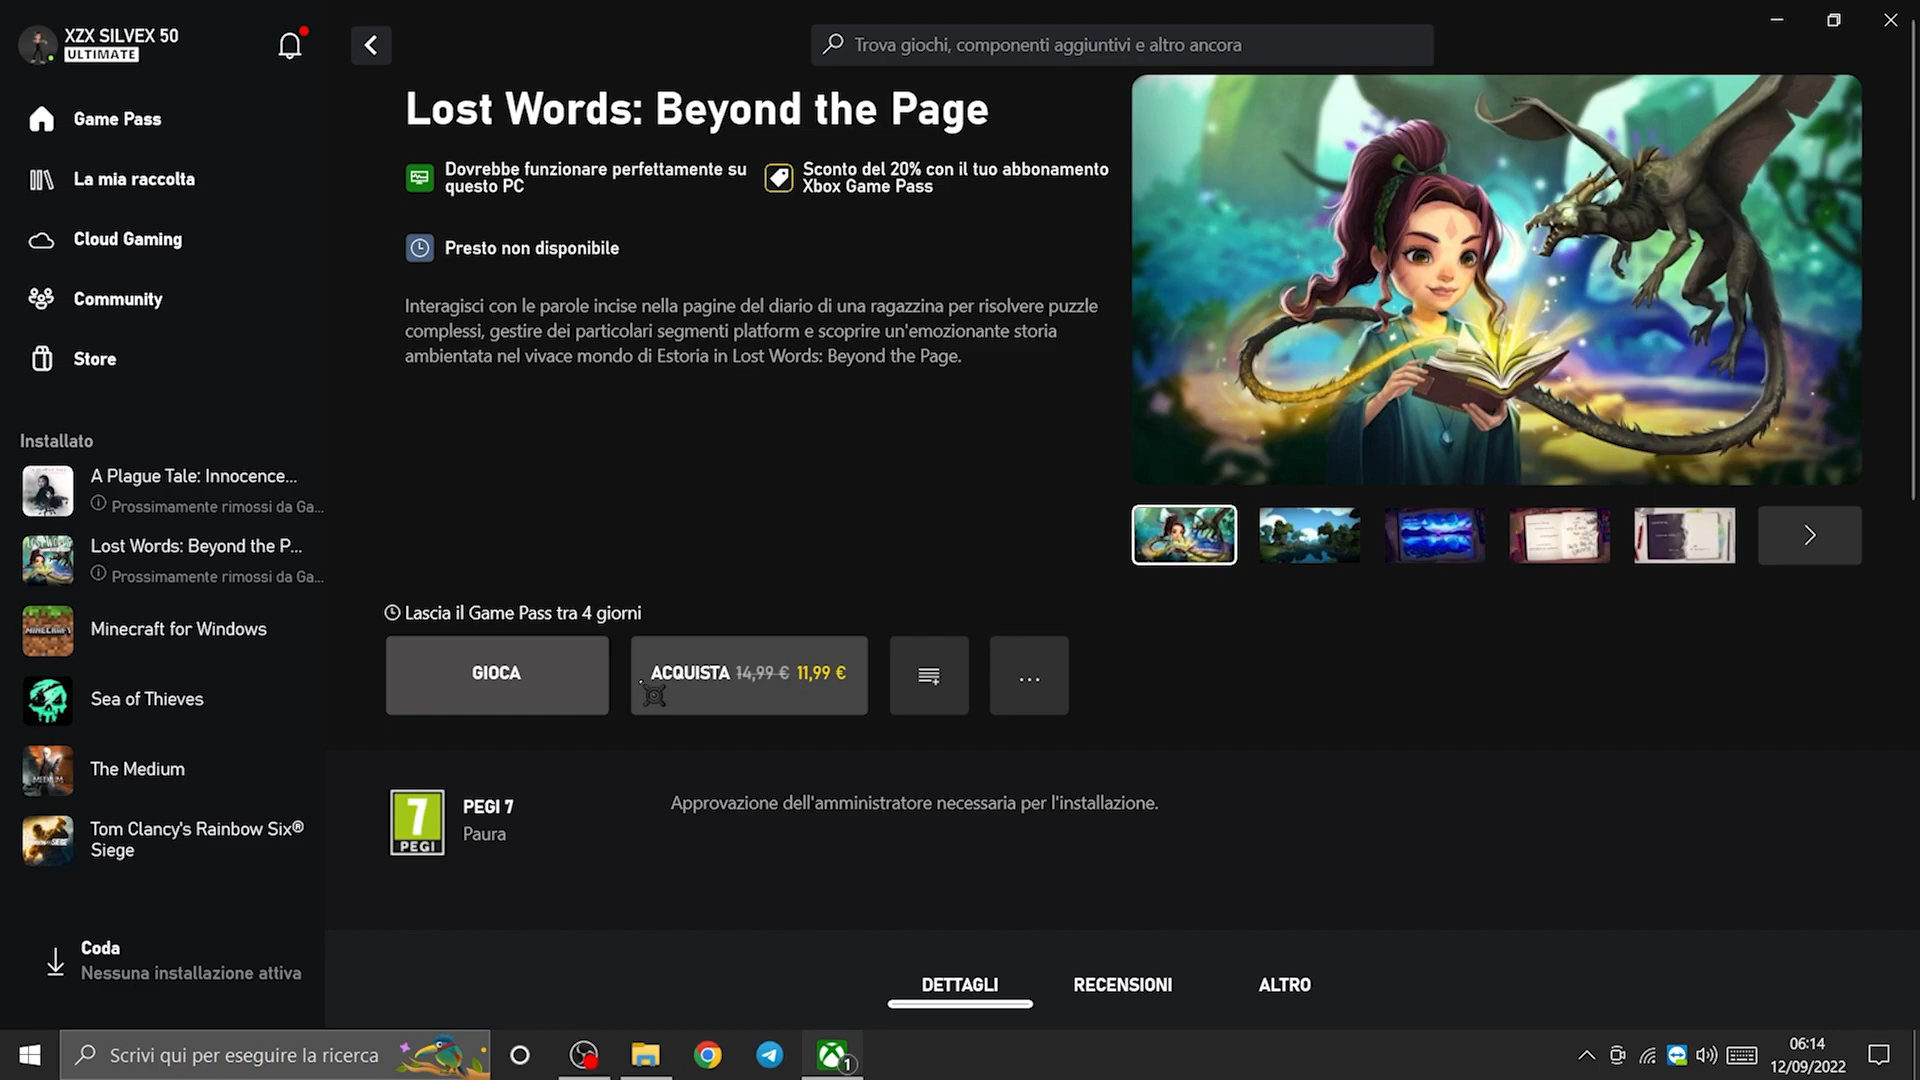 XZX SILVEX 50
ULTIMATE
Trova giochi, componenti aggiuntivi e altro ancora
Game Pass
La mia raccolta
Cloud Gaming
Community
Store
Installato
A Plague Tale: Innocence...
Prossimamente rimossi da Ga...
Lost Words: Beyond the P...
Prossimamente rimossi da Ga...
Minecraft for Windows
Sea of Thieves
The Medium
Tom Clancy's Rainbow Six®
Siege
Coda
Nessuna installazione attiva
Lost Words: Beyond the Page
Dovrebbe funzionare perfettamente su
questo PC
Sconto del 20% con il tuo abbonamento
Xbox Game Pass
Presto non disponibile
Interagisci con le parole incise nella pagine del diario di una ragazzina per risolvere puzzle
complessi, gestire dei particolari segmenti platform e scoprire un'emozionante storia
ambientata nel vivace mondo di Estoria in Lost Words: Beyond the Page.
Lascia il Game Pass tra 4 giorni
GIOCA
ACQUISTA 14,99 € 11,99 €
...
7
PEGI
PEGI 7
Paura
Approvazione dell'amministratore necessaria per l'installazione.
DETTAGLI
RECENSIONI
ALTRO
Scrivi qui per eseguire la ricerca
1
06:14
12/09/2022